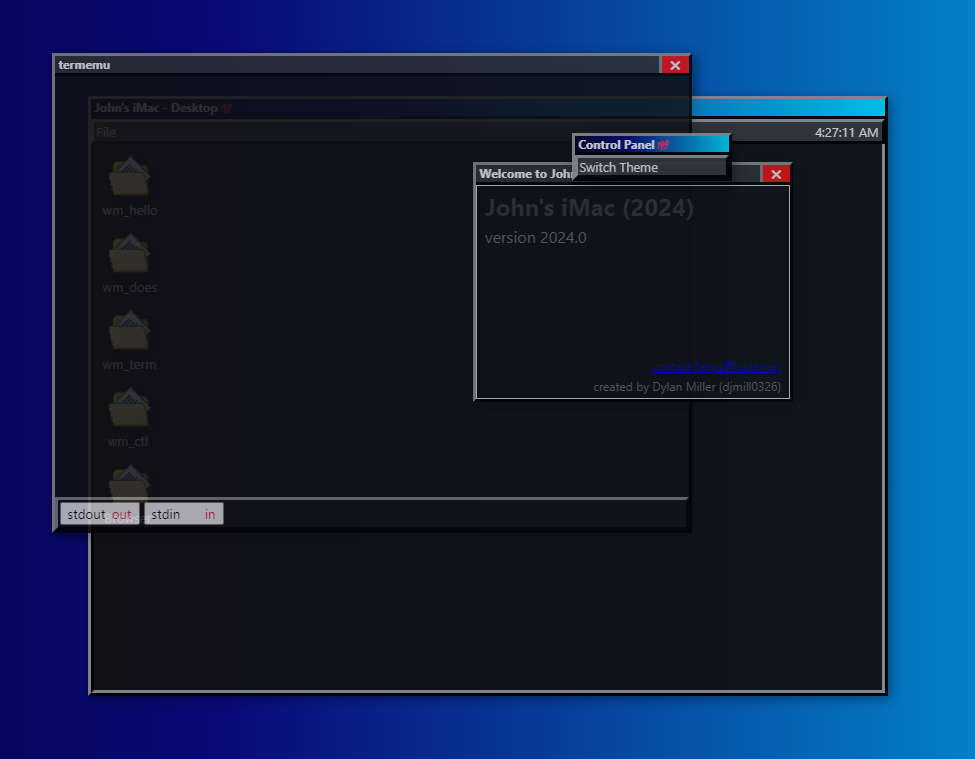 termemu
John's iMac - Desktop
File
4:27:11 AM
Control Panel
Switch Theme
Welcome to John
John's iMac (2024)
version 2024.0
wm_hello
wm_does
wm_term
wm_ctl
created by Dylan Miller (djmill0326)
stdout out
stdin in